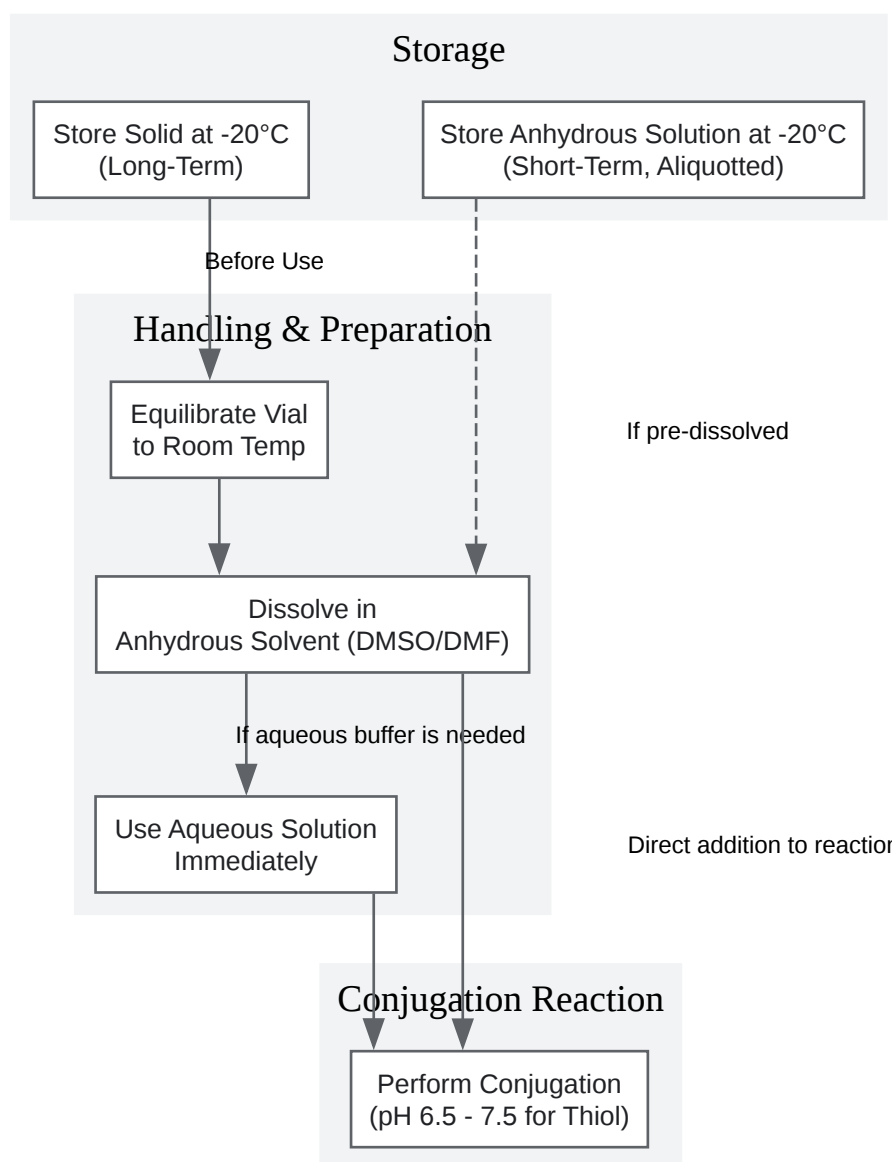 Storage
Store Solid at -20°C
(Long-Term)
Store Anhydrous Solution at -20°C
(Short-Term, Aliquotted)
Before Use
Handling & Preparation
Equilibrate Vial
to Room Temp
If pre-dissolved
Dissolve in
Anhydrous Solvent (DMSO/DMF)
If aqueous buffer is needed
Use Aqueous Solution
Immediately
Direct addition to reaction
Conjugation Reaction
Perform Conjugation
(pH 6.5 - 7.5 for Thiol)